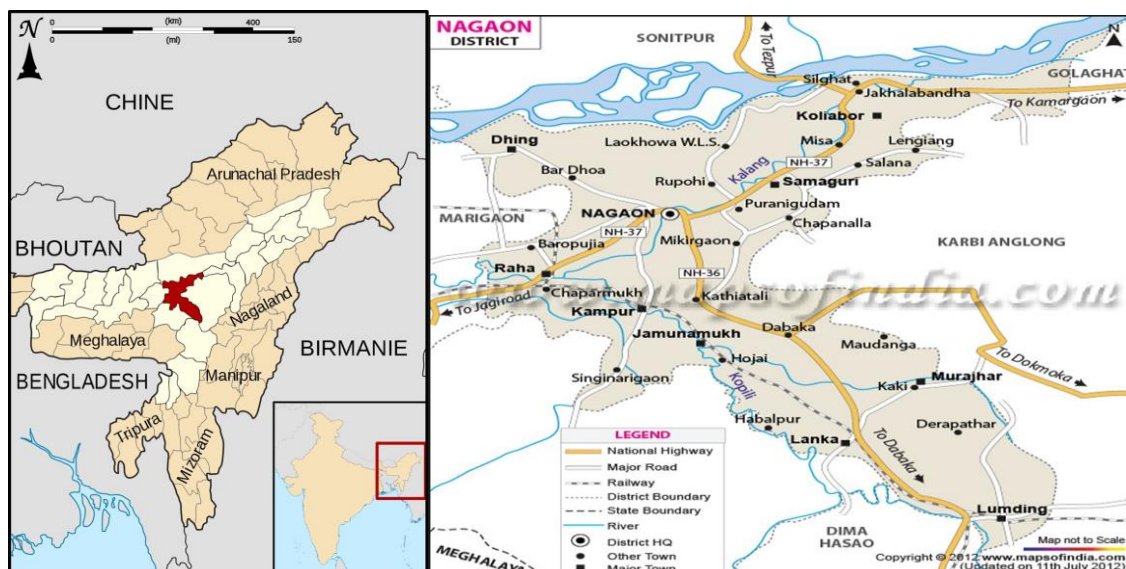 N
0
(km)
400
0
(mi)
150
CHINE
Arunachal Pradesh
BHOUTAN
Nagaland
Meghalaya
BIRMANIE
BENGLADESH
Manipur
Tripura
Mizoram
NAGAON
DISTRICT
SONITPUR
To Tezpur
N
GOLAGHAT
Silghat
Jakhalabandha
To Kamargaon
Koliabor
Dhing
Laokhowa W.L.S.
Misa
Lengiang
Kalang
NH-37
Salana
Bar Dhoa
Rupohi
Samaguri
MARIGAON
NAGAON
Puranigudam
Chapanalla
NH-37
Baropujia
Mikirgaon
KARBI ANGLONG
Raha
NH-36
www.mapsofindia.com
Chaparmukh
Kathiatali
To Jagiroad
Kampur
Dabaka
Jamunamukh
Maudanga
To Dokmoka
Hojai
Singinarigaon
Kopili
Kaki
Murajhar
Habalpur
Derapathar
Lanka
To Dabaka
LEGEND
National Highway
Major Road
Railway
District Boundary
State Boundary
River
District HQ
Other Town
Major Town
Lumding
DIMA
HASAO
MEGHALAYA
Map not to Scale
Copyright © 2012 www.mapsofindia.com
(Updated on 11th July 2012)